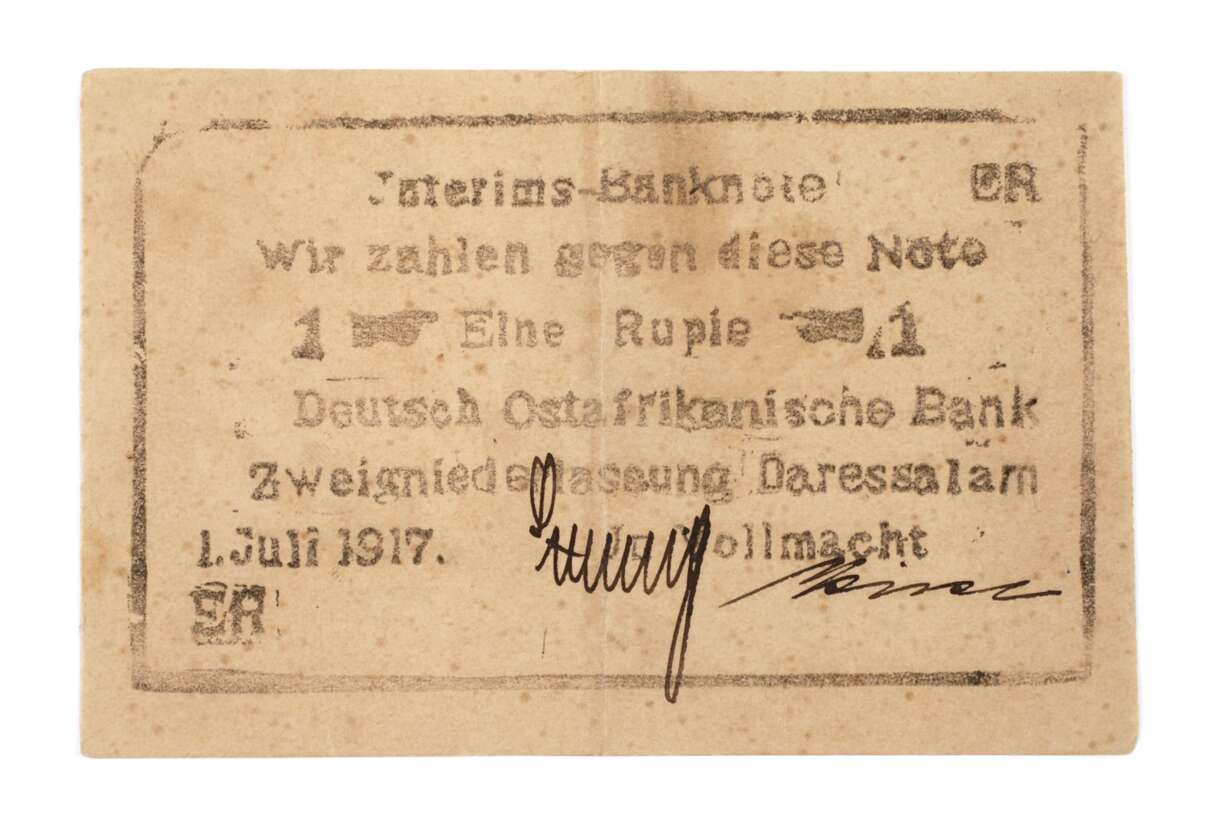 Interims-Banknote ER
Wir zahlen gegen diese Note
1 Eine Rupie 1
Deutsch Ostafrikanische Bank
Zweigniederlassung Daressalam
1. Juli 1917. In Vollmacht
ER